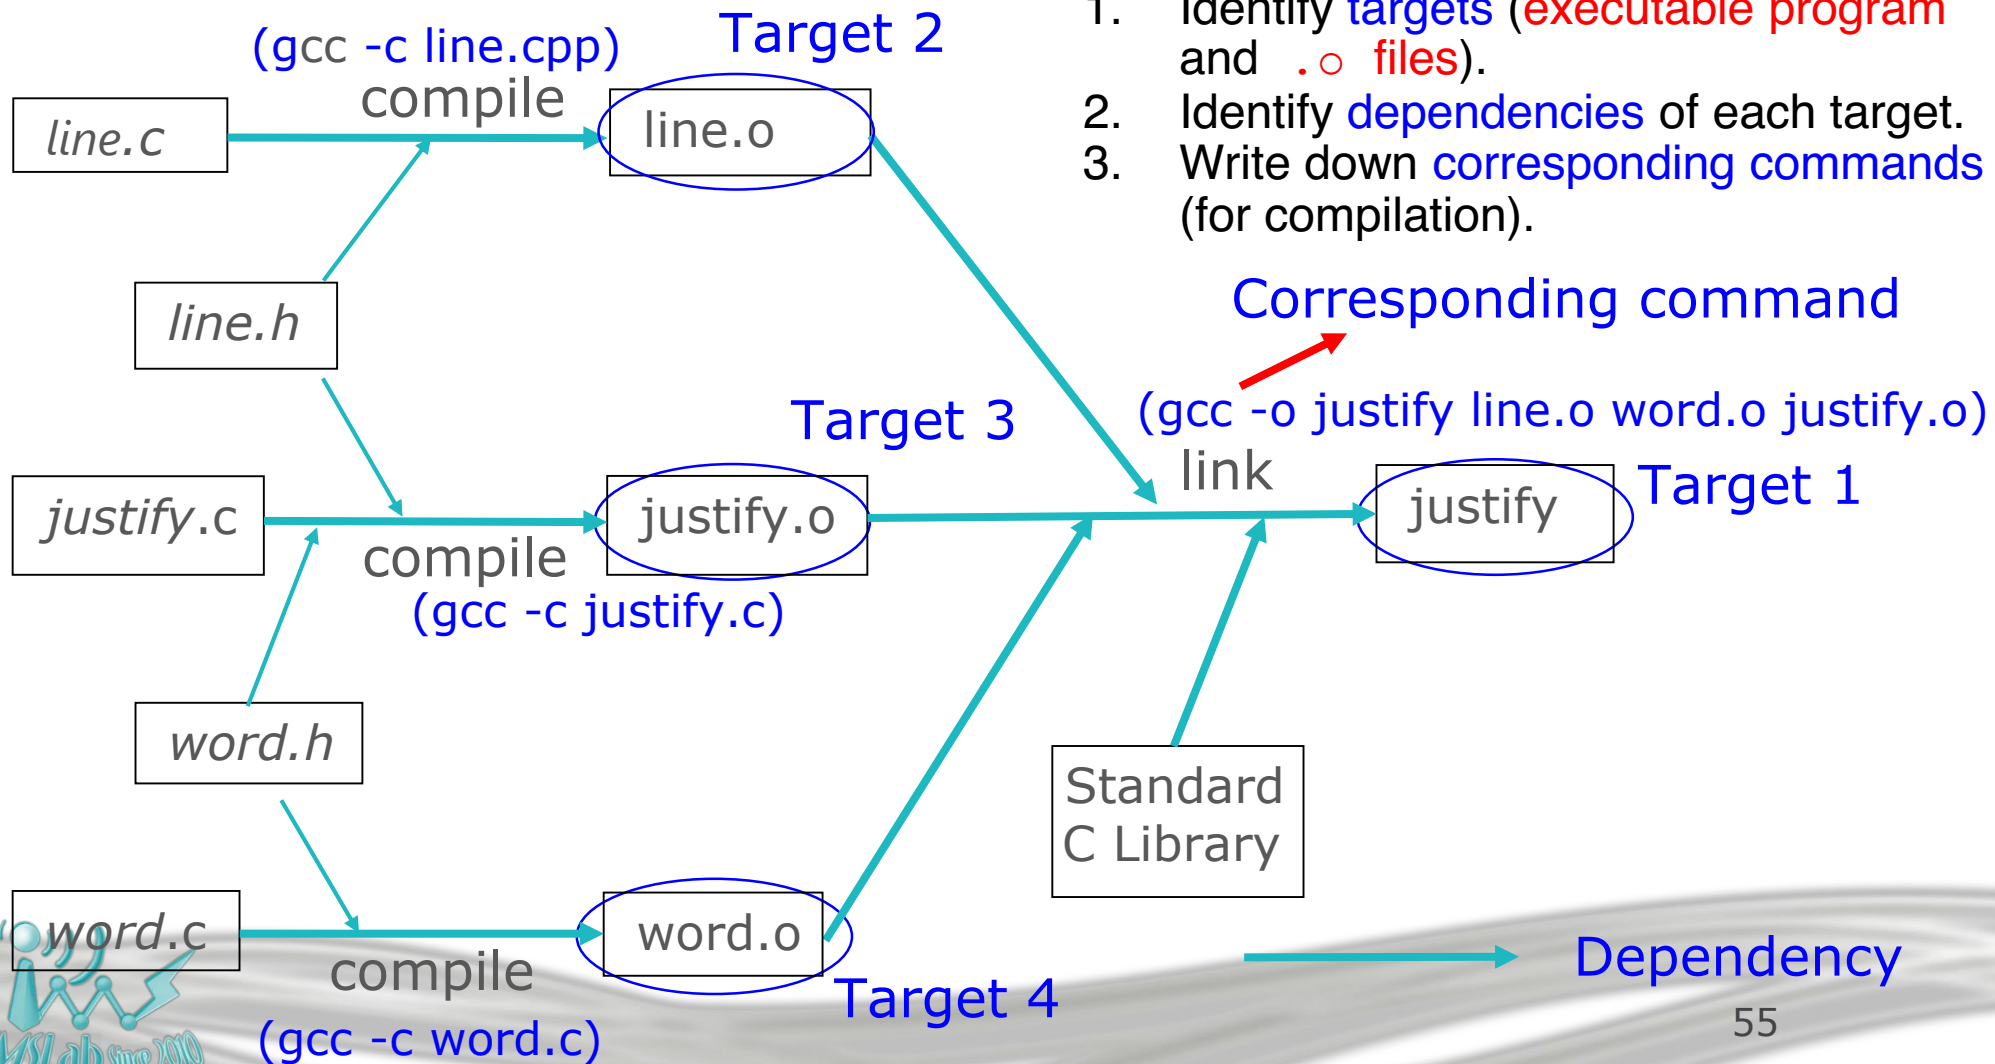 (gcc -c line.cpp)
Target 2
compile
line.c
line.o
1. Identify targets (executable program
and .o files).
2. Identify dependencies of each target.
3. Write down corresponding commands
(for compilation).
line.h
Corresponding command
Target 3
(gcc -o justify line.o word.o justify.o)
link
justify.c
justify.o
justify
Target 1
compile
(gcc -c justify.c)
word.h
Standard
C Library
word.c
word.o
compile
Target 4
(gcc -c word.c)
Dependency
55
MSLab since 2010